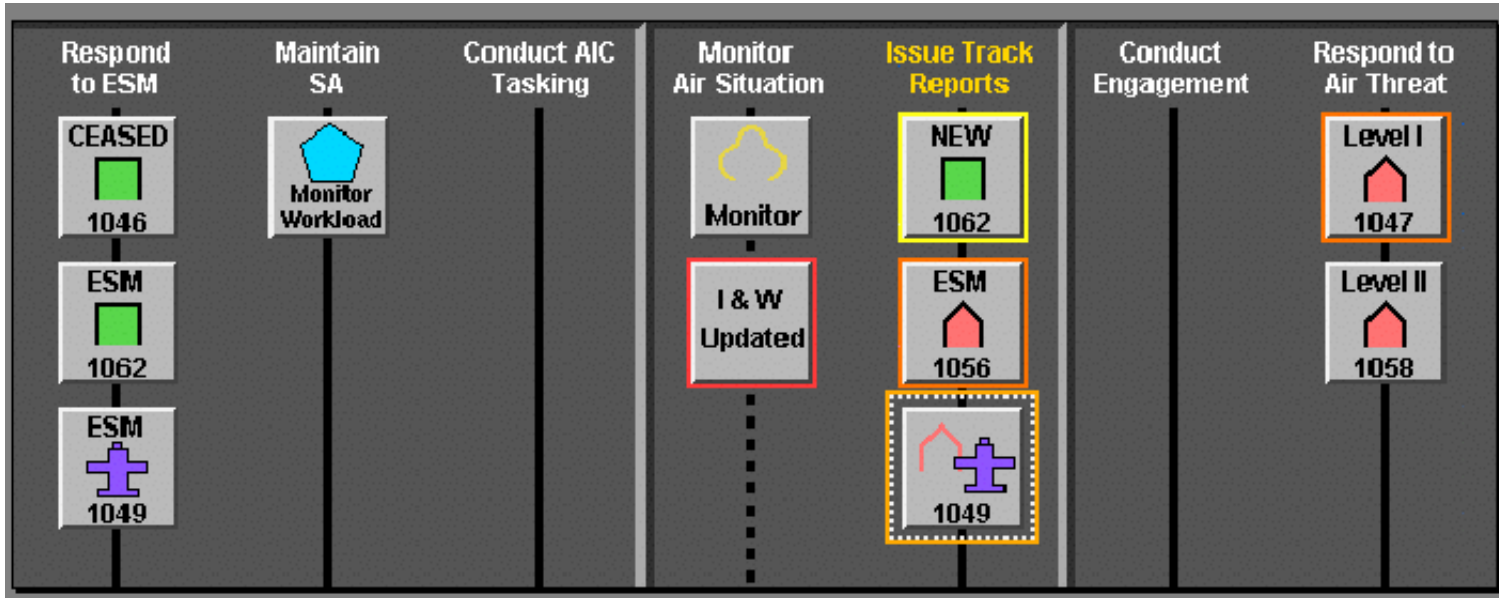 Respond
to ESM
Maintain
SA
Conduct AIC
Tasking
Monitor
Air Situation
Issue Track
Reports
Conduct
Engagement
Respond to
Air Threat
CEASED
1046
ESM
1062
ESM
1049
Monitor
Workload
Monitor
I & W
Updated
NEW
1062
ESM
1056
1049
Level I
1047
Level II
1058